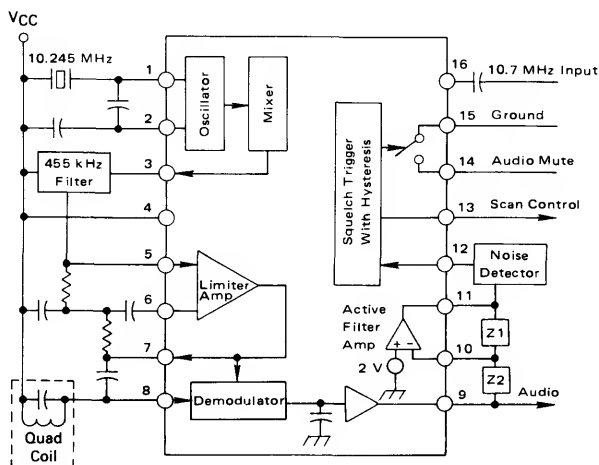 VCC
10.245 MHz
1
2
3
4
5
6
7
8
455 kHz
Filter
Quad
Coil
Oscillator
Mixer
Limiter
Amp
Demodulator
Squelch Trigger
With Hysteresis
Active
Filter
Amp
+ −
2 V
16
10.7 MHz Input
15
Ground
14
Audio Mute
13
Scan Control
12
Noise
Detector
11
Z1
10
Z2
9
Audio